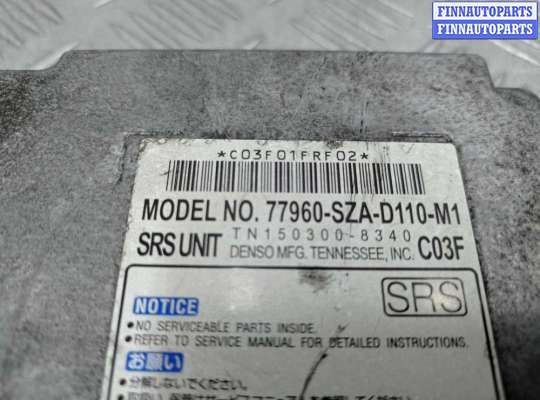 FINNAUTOPARTS
FINNAUTOPARTS
*C03F01FRF02*
MODEL NO. 77960-SZA-D110-M1
TN150300-8340
SRS UNIT DENSO MFG. TENNESSEE, INC. C03F
NOTICE
SRS
•NO SERVICEABLE PARTS INSIDE.
•REFER TO SERVICE MANUAL FOR DETAILED INSTRUCTIONS.
お願い
•分解しないでください。